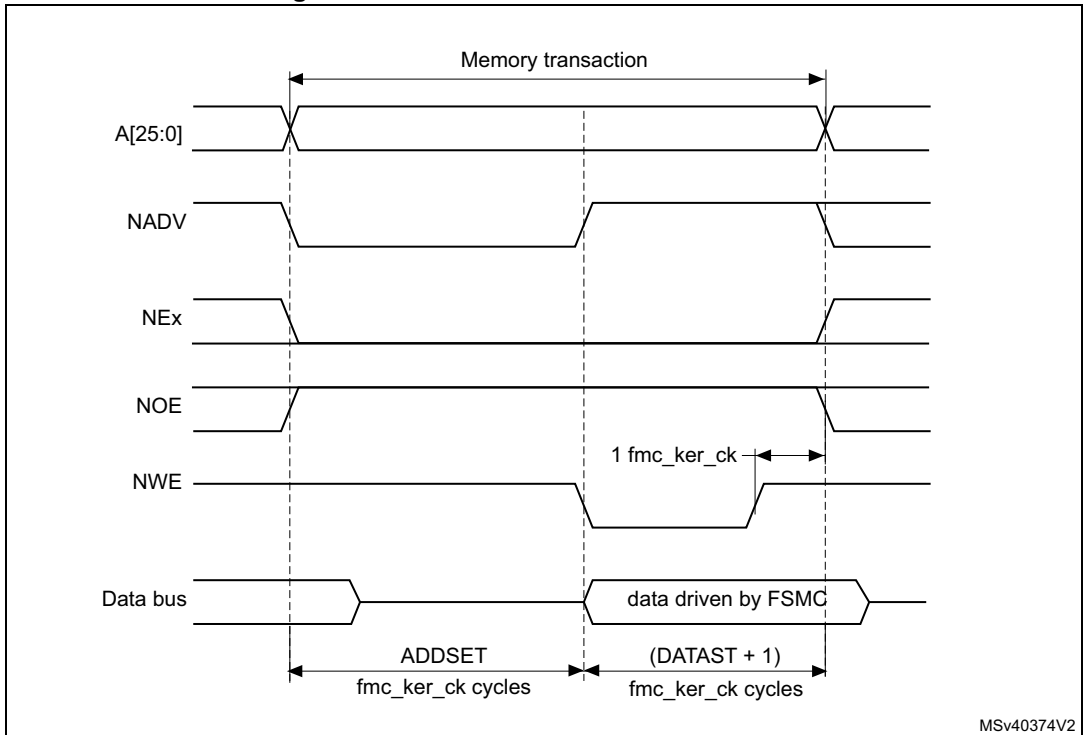 Memory transaction
A[25:0]
NADV
NEx
NOE
1 fmc_ker_ck
NWE
Data bus
data driven by FSMC
ADDSET
fmc_ker_ck cycles
(DATAST + 1)
fmc_ker_ck cycles
MSv40374V2